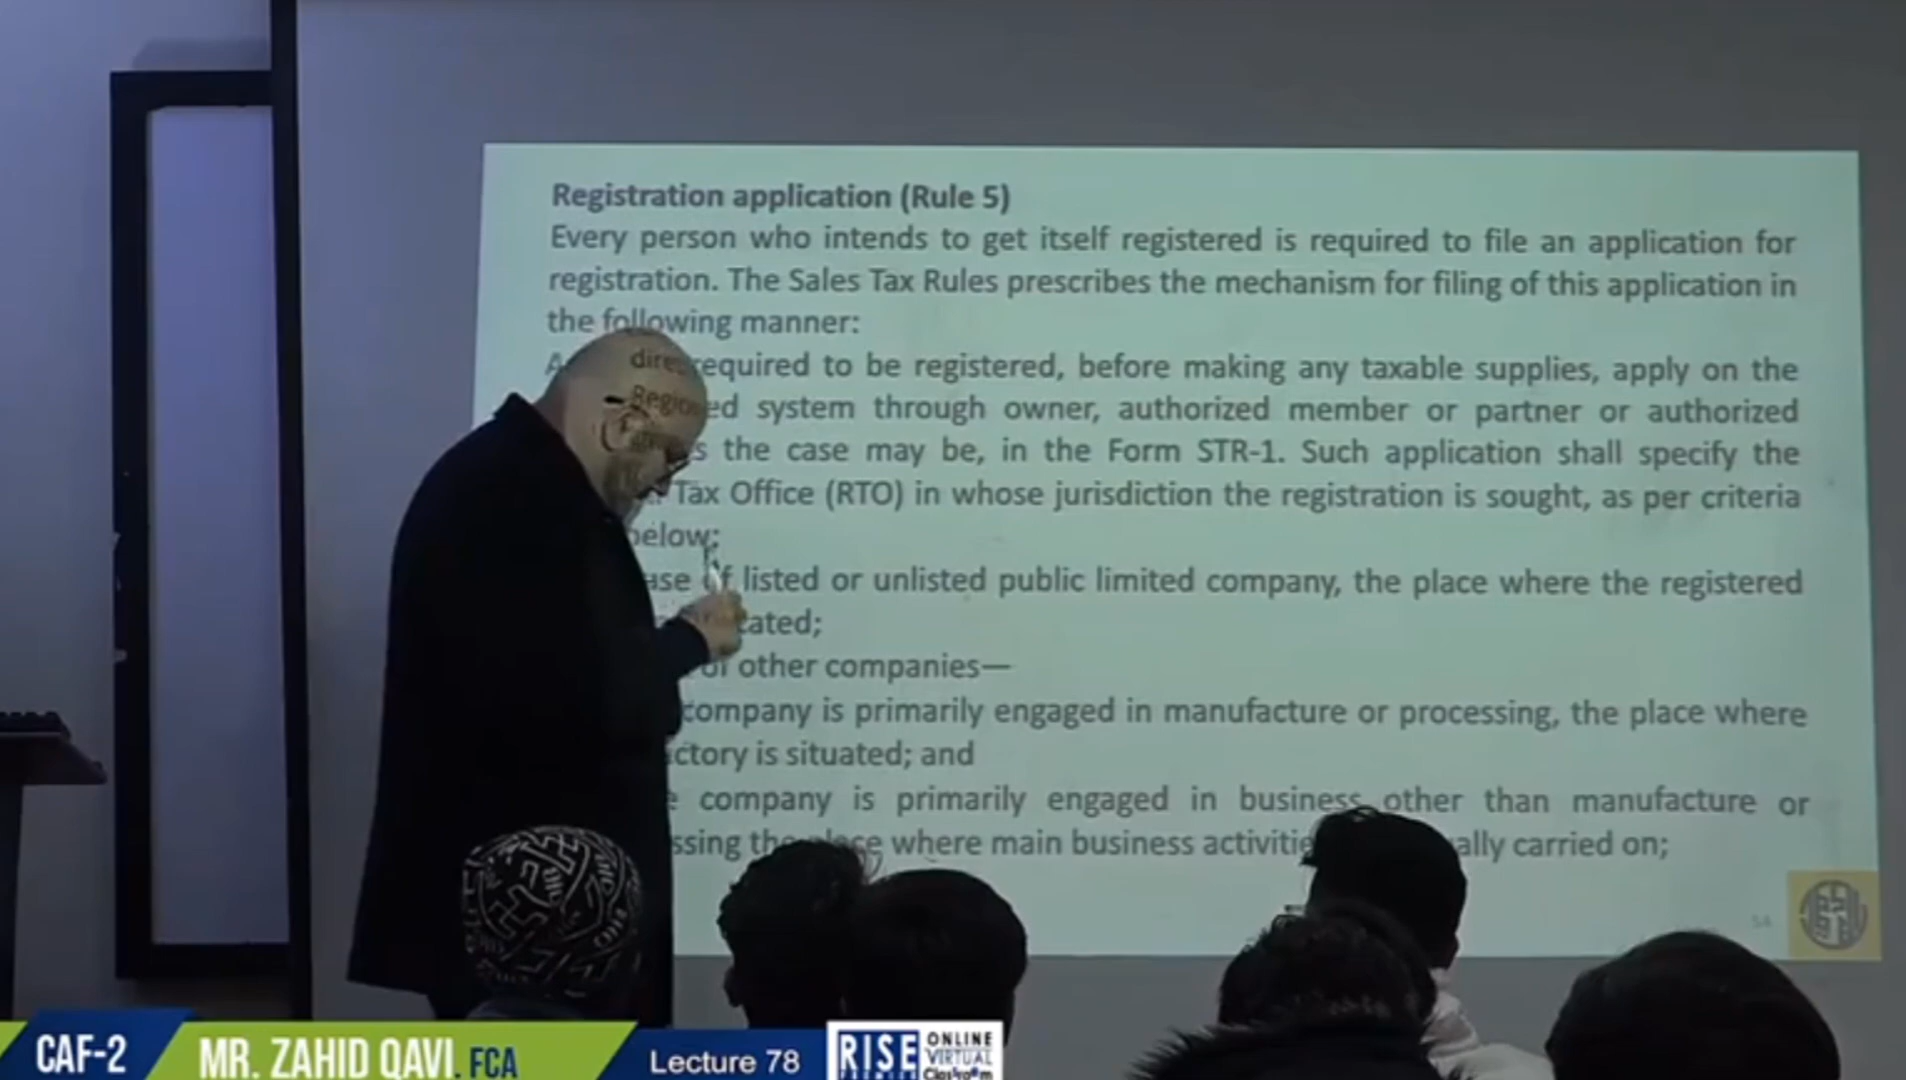 Registration application (Rule 5)
Every person who intends to get itself registered is required to file an application for
registration. The Sales Tax Rules prescribes the mechanism for filing of this application in
the following manner:
required to be registered, before making any taxable supplies, apply on the
system through owner, authorized member or partner or authorized
the case may be, in the Form STR-1. Such application shall specify the
Tax Office (RTO) in whose jurisdiction the registration is sought, as per criteria
below:
of listed or unlisted public limited company, the place where the registered
of other companies—
company is primarily engaged in manufacture or processing, the place where
is situated; and
company is primarily engaged in business other than manufacture or
where main business carried on;
54
CAF-2
MR. ZAHID QAVI. FCA
Lecture 78
RISE
PREMIER
ONLINE
VIRTUAL
Classroom